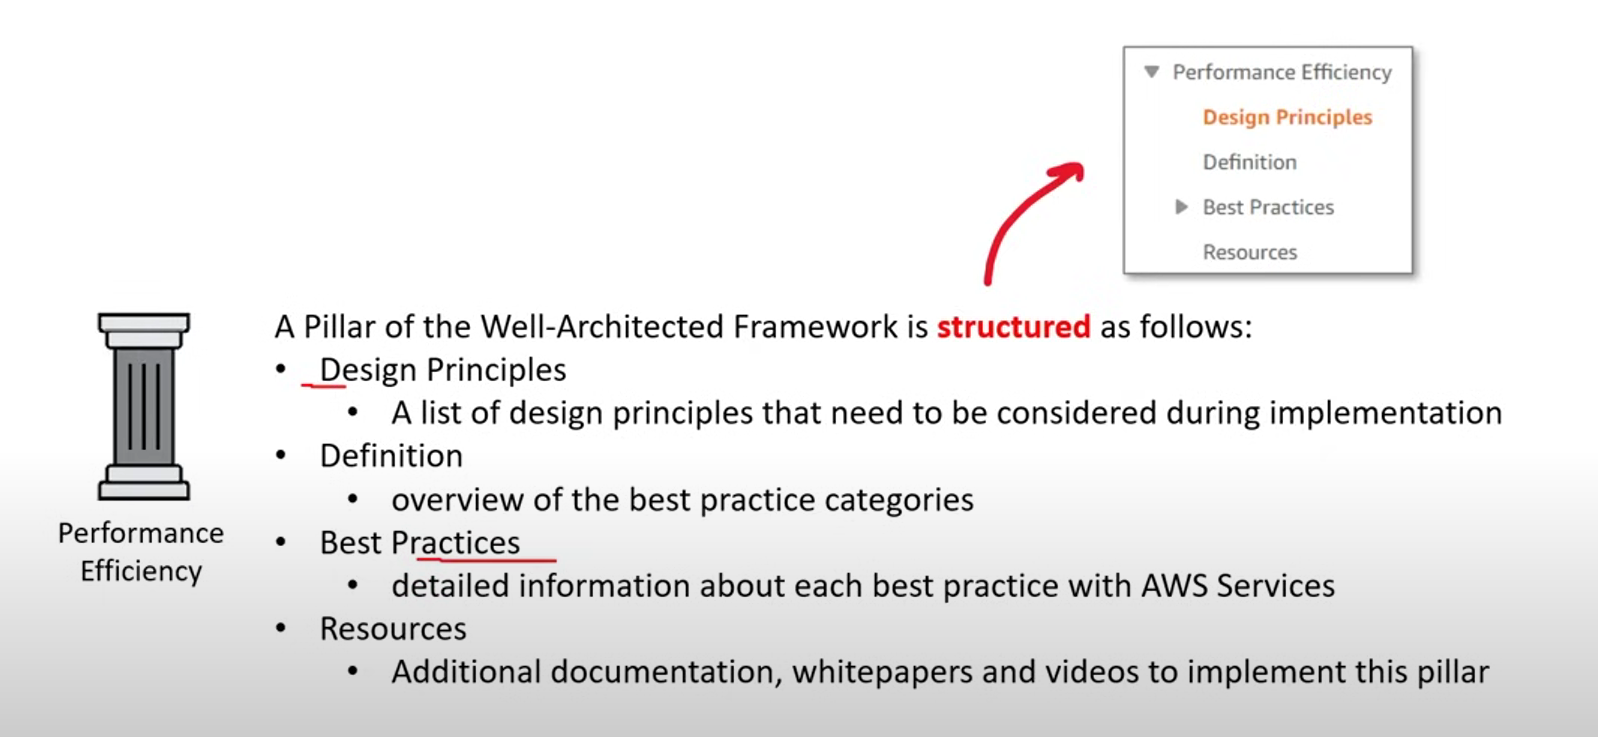 Performance Efficiency
Design Principles
Definition
Best Practices
Resources
A Pillar of the Well-Architected Framework is structured as follows:
• Design Principles
• A list of design principles that need to be considered during implementation
• Definition
• overview of the best practice categories
• Best Practices
• detailed information about each best practice with AWS Services
• Resources
• Additional documentation, whitepapers and videos to implement this pillar
Performance
Efficiency